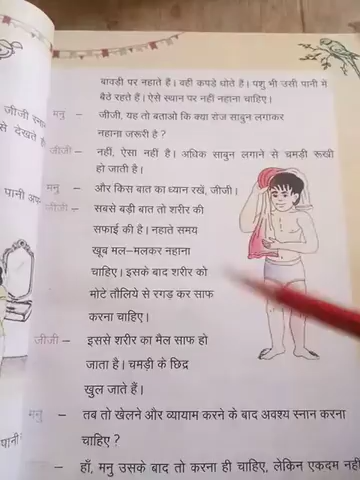 बावड़ी पर नहाते हैं। वही कपड़े धोते हैं। पशु भी उसी पानी में
बैठे रहते हैं। ऐसे स्थान पर नहीं नहाना चाहिए।
मनु – जीजी, यह तो बताओ कि क्या रोज साबुन लगाकर
नहाना जरूरी है ?
जीजी – नहीं, ऐसा नहीं है। अधिक साबुन लगाने से चमड़ी रूखी
हो जाती है।
मनु – और किस बात का ध्यान रखें, जीजी।
जीजी – सबसे बड़ी बात तो शरीर की
सफाई की है। नहाते समय
खूब मल–मलकर नहाना
चाहिए। इसके बाद शरीर को
मोटे तौलिये से रगड़ कर साफ
करना चाहिए।
जीजी – इससे शरीर का मैल साफ हो
जाता है। चमड़ी के छिद्र
खुल जाते हैं।
मनु – तब तो खेलने और व्यायाम करने के बाद अवश्य स्नान करना
चाहिए ?
– हाँ, मनु उसके बाद तो करना ही चाहिए, लेकिन एकदम नहीं
जीजी
से देखते
पानी
पानी